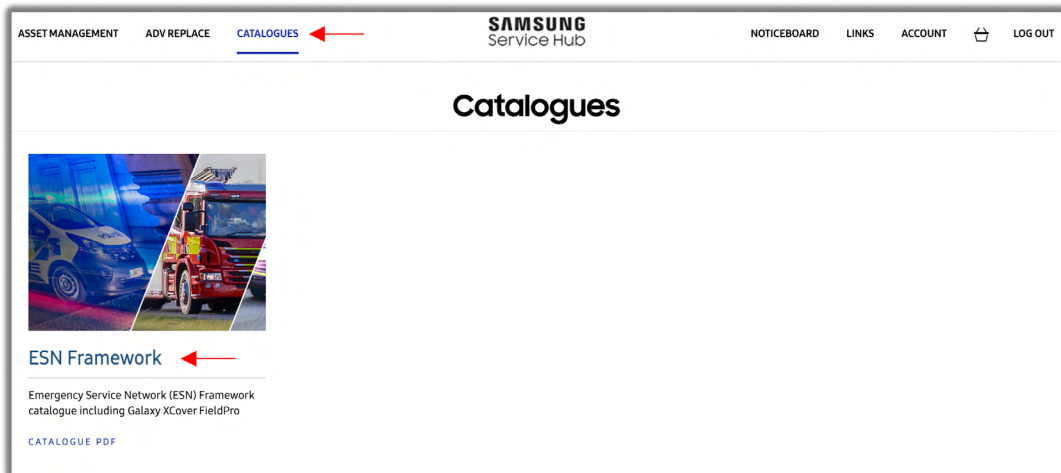 ASSET MANAGEMENT ADV REPLACE CATALOGUES SAMSUNG Service Hub NOTICEBOARD LINKS ACCOUNT LOG OUT
Catalogues
ESN Framework
Emergency Service Network (ESN) Framework
catalogue including Galaxy XCover FieldPro
CATALOGUE PDF